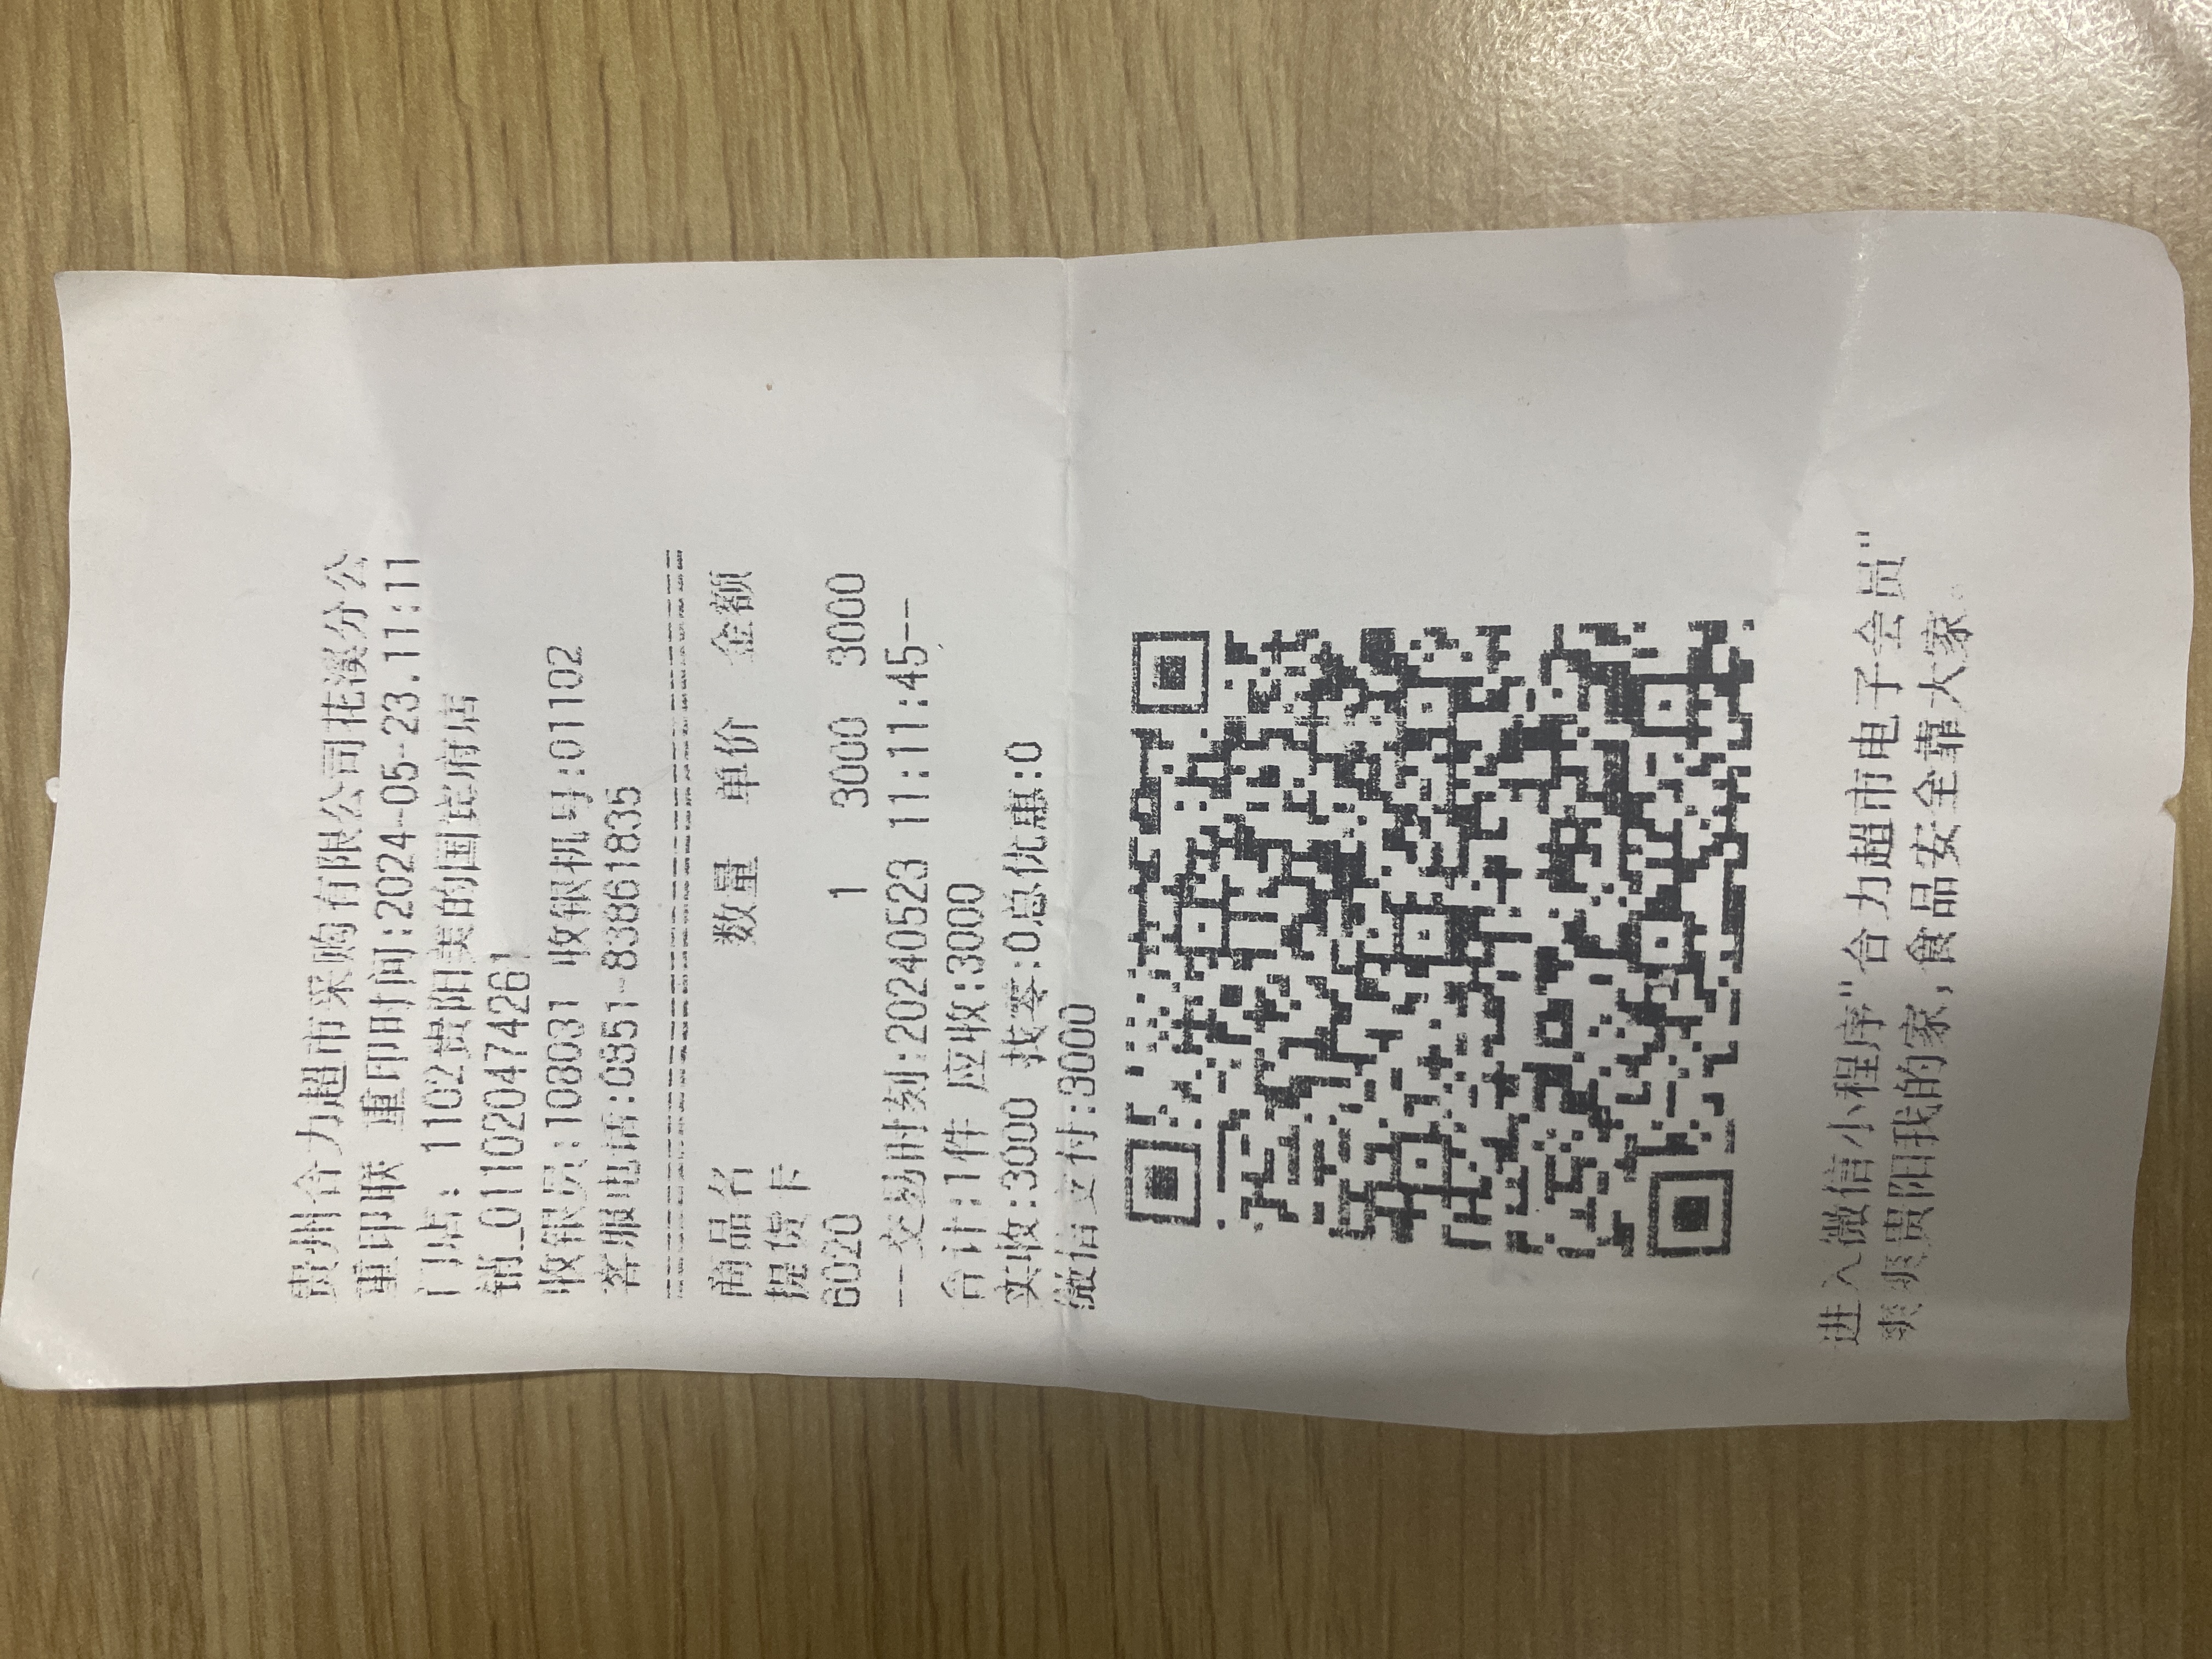 贵州合力超市采购有限公司花溪分公
重印联 重印时间:2024-05-23.11:11
门店: 1102贵阳美的国宾府店
销_011020474261
收银员:108031 收银机号:01102
客服电话:0851-83861835
================================
商品名 数量 单价 金额
提货卡
6020 1 3000 3000
--交易时刻:20240523 11:11:45--
合计:1件 应收:3000
实收:3000 找零:0总优惠:0
微信支付:3000
进入微信小程序"合力超市电子会员"
爽爽贵阳我的家,食品安全靠大家。